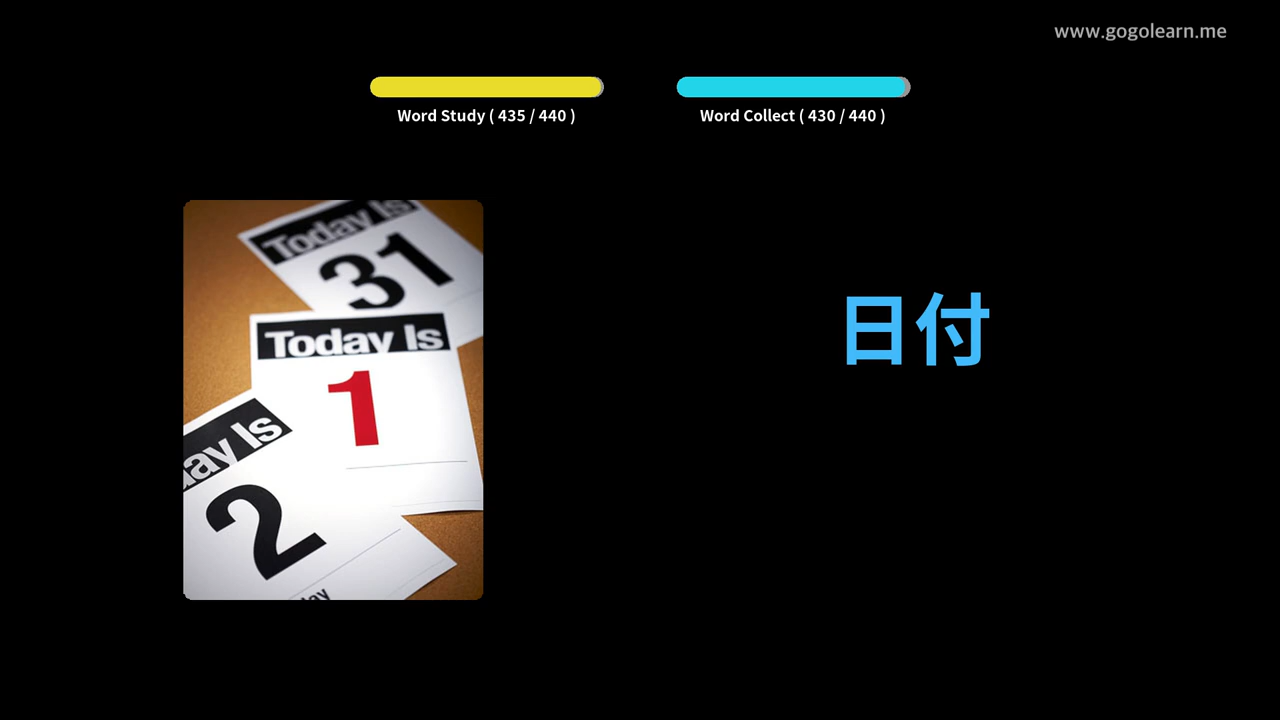 www.gogolearn.me
Word Study ( 435 / 440 )
Word Collect ( 430 / 440 )
Today Is
31
Today Is
1
ay Is
2
日付